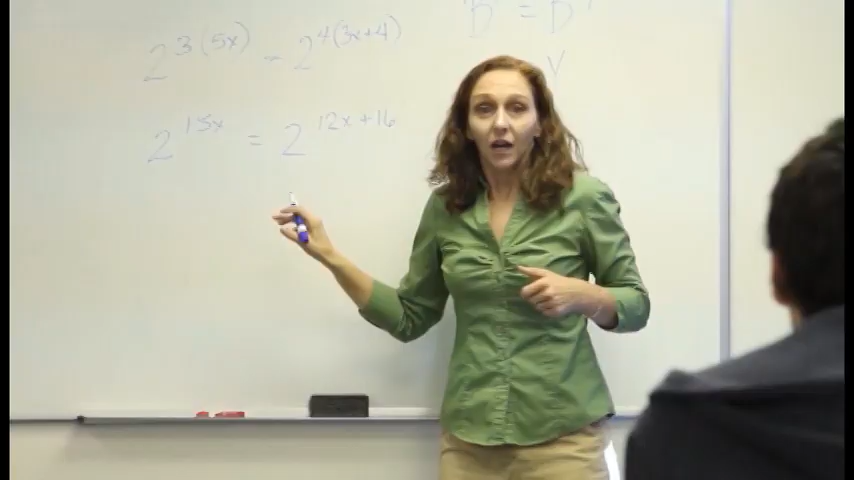 2^{3(5x)} = 2^{4(3x+4)}
2^{15x} = 2^{12x+16}